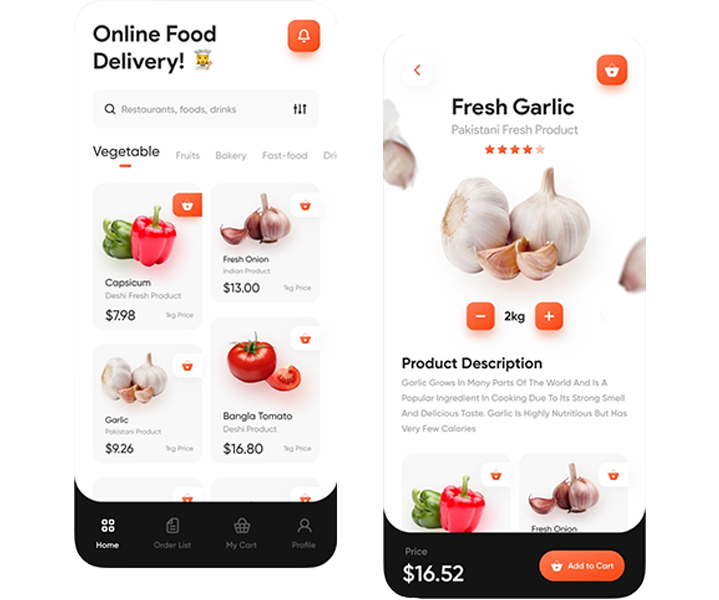 Online Food
Delivery!
Restaurants, foods, drinks
Vegetable Fruits Bakery Fast-food Dri
Capsicum
Deshi Fresh Product
$7.98 1kg Price
Fresh Onion
Indian Product
$13.00 1kg Price
Garlic
Pakistani Product
$9.26 1kg Price
Bangla Tomato
Deshi Product
$16.80 1kg Price
Home Order List My Cart Profile
Fresh Garlic
Pakistani Fresh Product
2kg
Product Description
Garlic Grows In Many Parts Of The World And Is A
Popular Ingredient In Cooking Due To Its Strong Smell
And Delicious Taste. Garlic Is Highly Nutritious But Has
Very Few Calories
Fresh Onion
Price
$16.52
Add to Cart